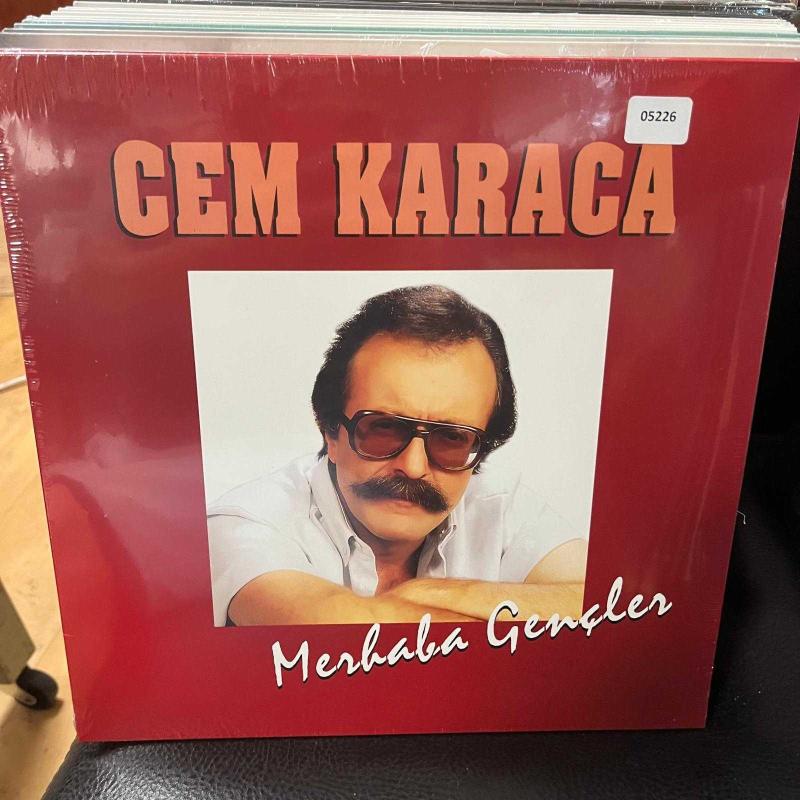 05226
CEM KARACA
Merhaba Gençler